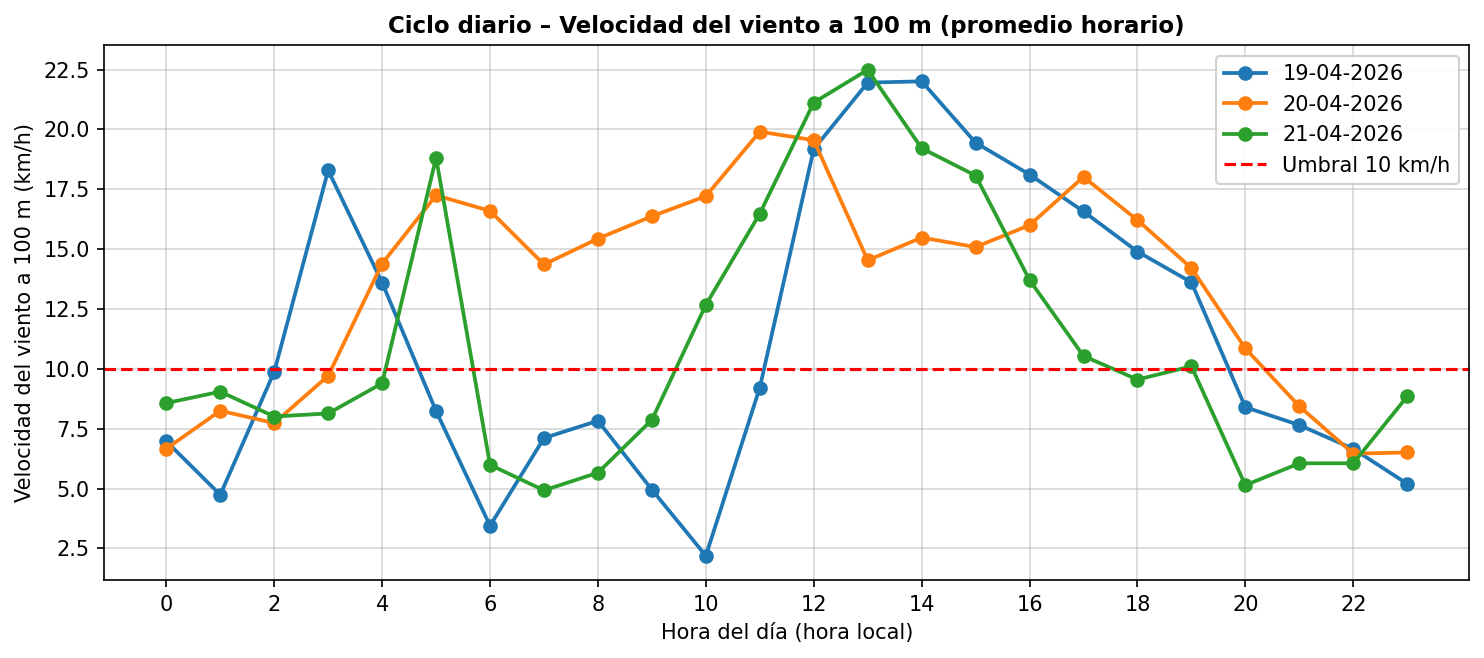 Ciclo diario – Velocidad del viento a 100 m (promedio horario)
Velocidad del viento a 100 m (km/h)
22.5
20.0
17.5
15.0
12.5
10.0
7.5
5.0
2.5
19-04-2026
20-04-2026
21-04-2026
Umbral 10 km/h
0 2 4 6 8 10 12 14 16 18 20 22
Hora del día (hora local)